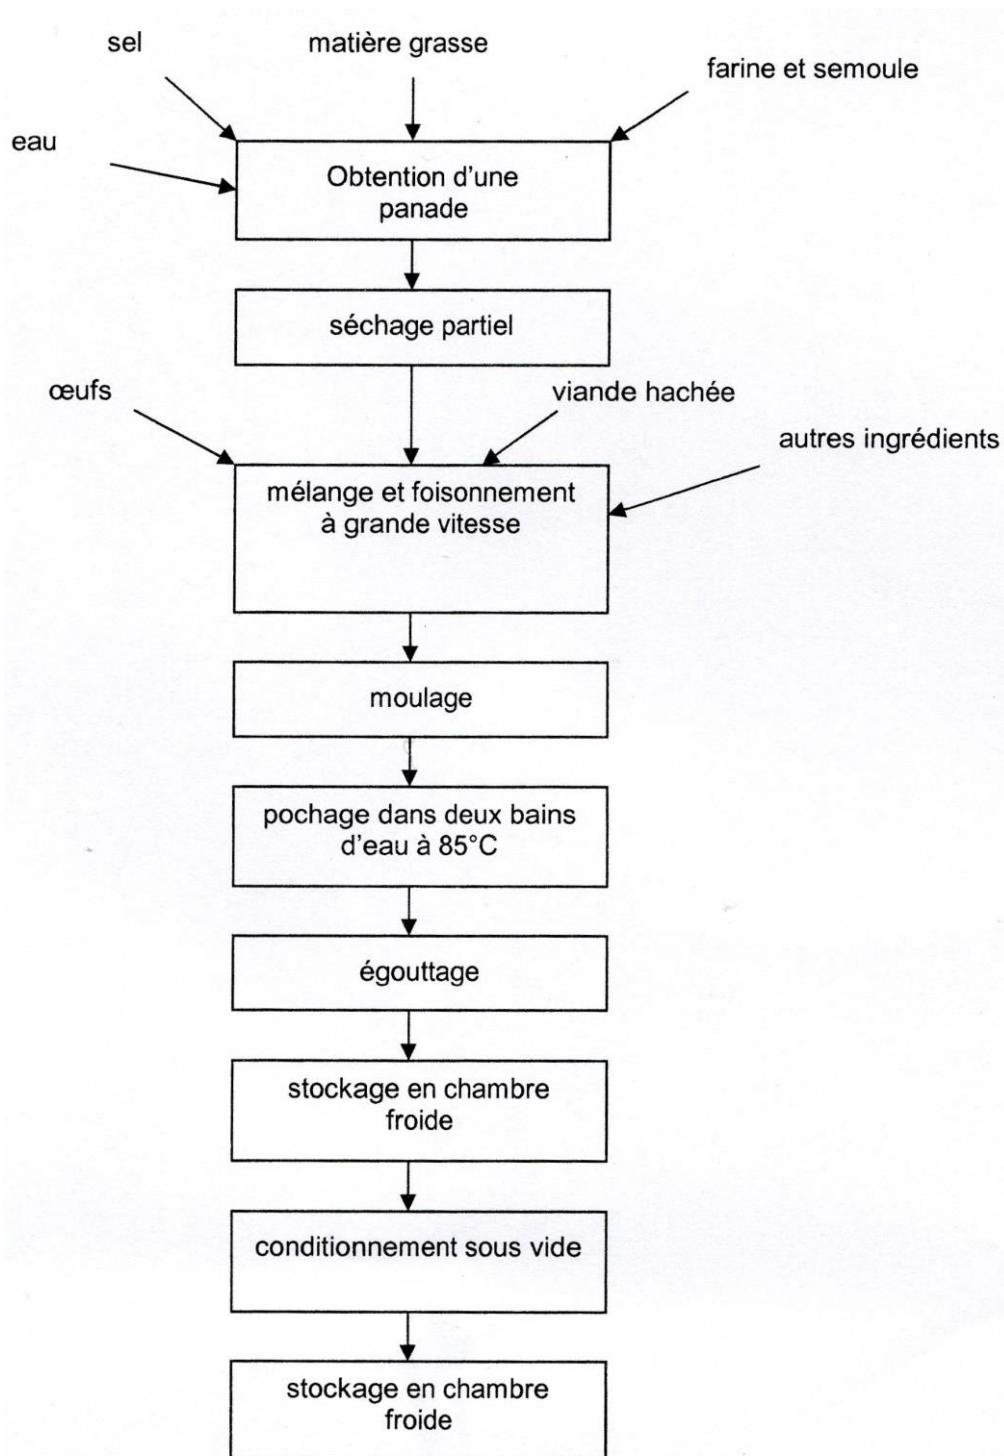 sel
matière grasse
farine et semoule
eau
Obtention d'une
panade
séchage partiel
œufs
viande hachée
autres ingrédients
mélange et foisonnement
à grande vitesse
moulage
pochage dans deux bains
d'eau à 85°C
égouttage
stockage en chambre
froide
conditionnement sous vide
stockage en chambre
froide